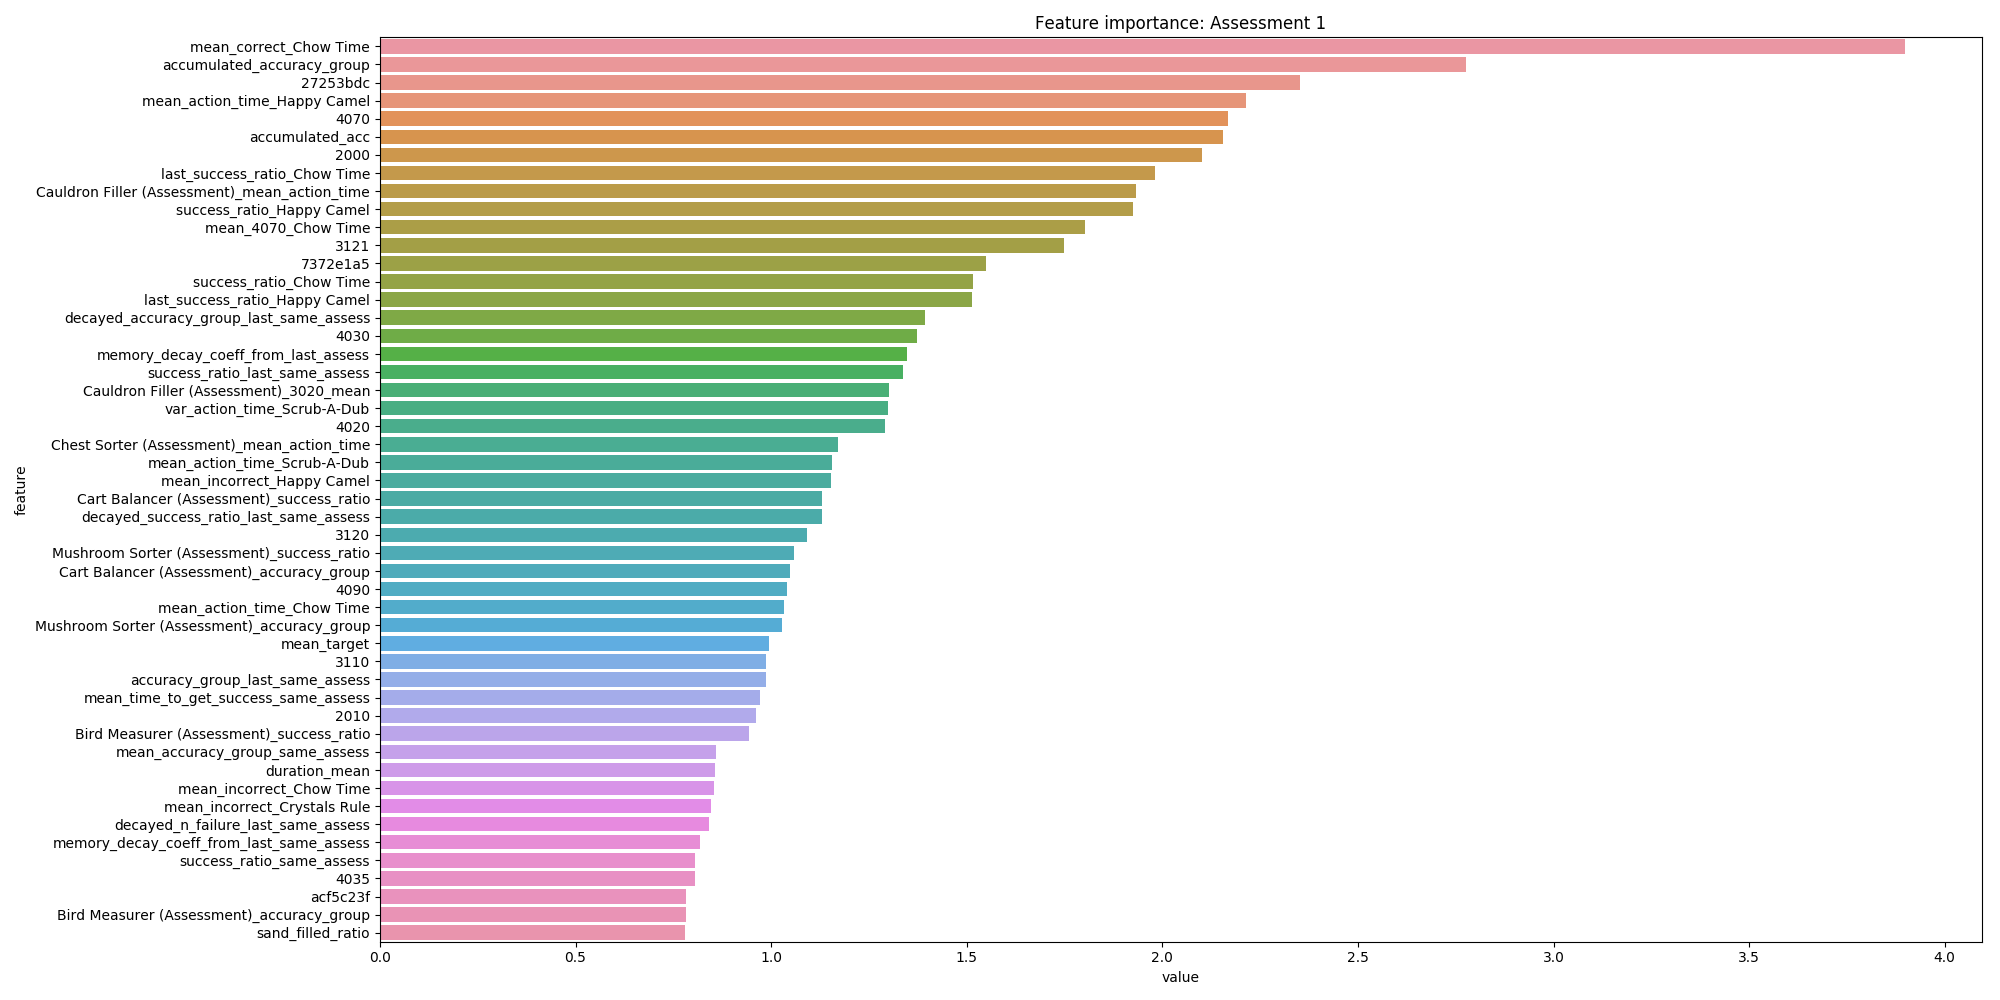 Feature importance: Assessment 1
mean_correct_Chow Time
accumulated_accuracy_group
27253bdc
mean_action_time_Happy Camel
4070
accumulated_acc
2000
last_success_ratio_Chow Time
Cauldron Filler (Assessment)_mean_action_time
success_ratio_Happy Camel
mean_4070_Chow Time
3121
7372e1a5
success_ratio_Chow Time
last_success_ratio_Happy Camel
decayed_accuracy_group_last_same_assess
4030
memory_decay_coeff_from_last_assess
success_ratio_last_same_assess
Cauldron Filler (Assessment)_3020_mean
var_action_time_Scrub-A-Dub
4020
Chest Sorter (Assessment)_mean_action_time
mean_action_time_Scrub-A-Dub
mean_incorrect_Happy Camel
Cart Balancer (Assessment)_success_ratio
decayed_success_ratio_last_same_assess
3120
Mushroom Sorter (Assessment)_success_ratio
Cart Balancer (Assessment)_accuracy_group
4090
mean_action_time_Chow Time
Mushroom Sorter (Assessment)_accuracy_group
mean_target
3110
accuracy_group_last_same_assess
mean_time_to_get_success_same_assess
2010
Bird Measurer (Assessment)_success_ratio
mean_accuracy_group_same_assess
duration_mean
mean_incorrect_Chow Time
mean_incorrect_Crystals Rule
decayed_n_failure_last_same_assess
memory_decay_coeff_from_last_same_assess
success_ratio_same_assess
4035
acf5c23f
Bird Measurer (Assessment)_accuracy_group
sand_filled_ratio
feature
0.0 0.5 1.0 1.5 2.0 2.5 3.0 3.5 4.0
value